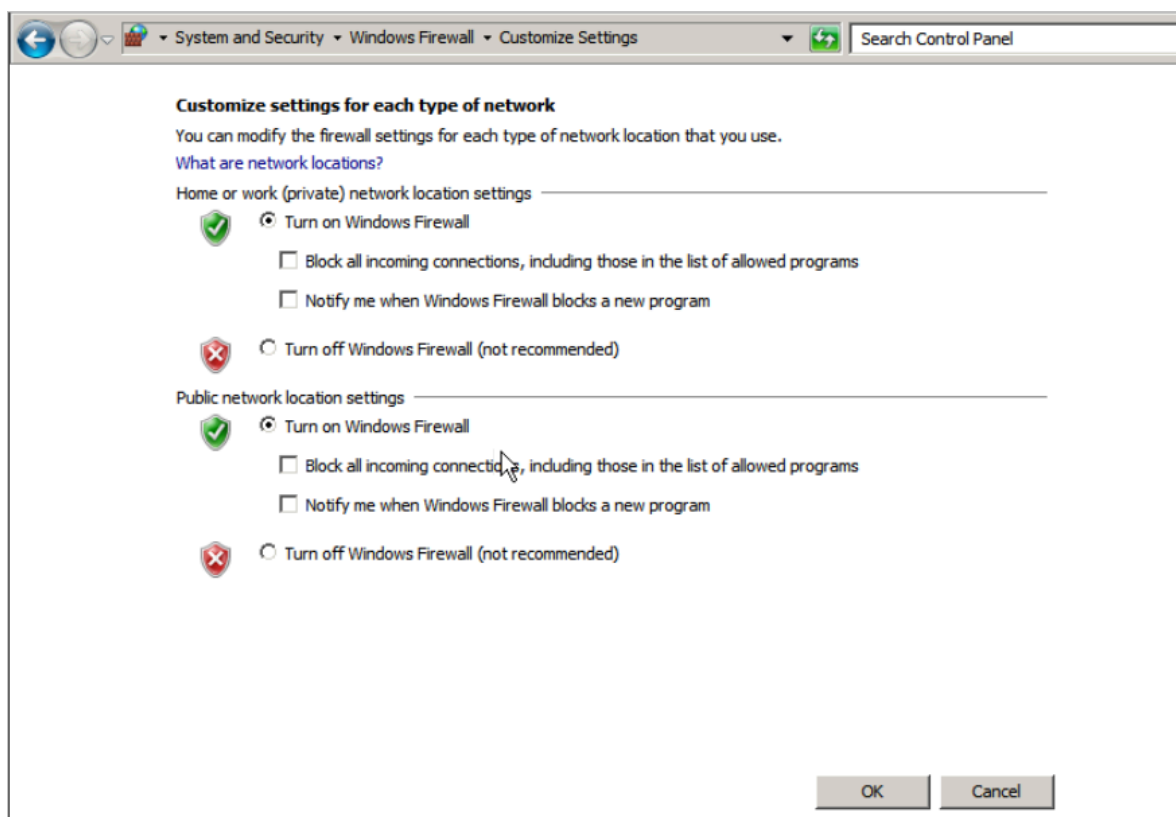 System and Security Windows Firewall Customize Settings
Search Control Panel
Customize settings for each type of network
You can modify the firewall settings for each type of network location that you use.
What are network locations?
Home or work (private) network location settings
Turn on Windows Firewall
Block all incoming connections, including those in the list of allowed programs
Notify me when Windows Firewall blocks a new program
Turn off Windows Firewall (not recommended)
Public network location settings
Turn on Windows Firewall
Block all incoming connections, including those in the list of allowed programs
Notify me when Windows Firewall blocks a new program
Turn off Windows Firewall (not recommended)
OK
Cancel